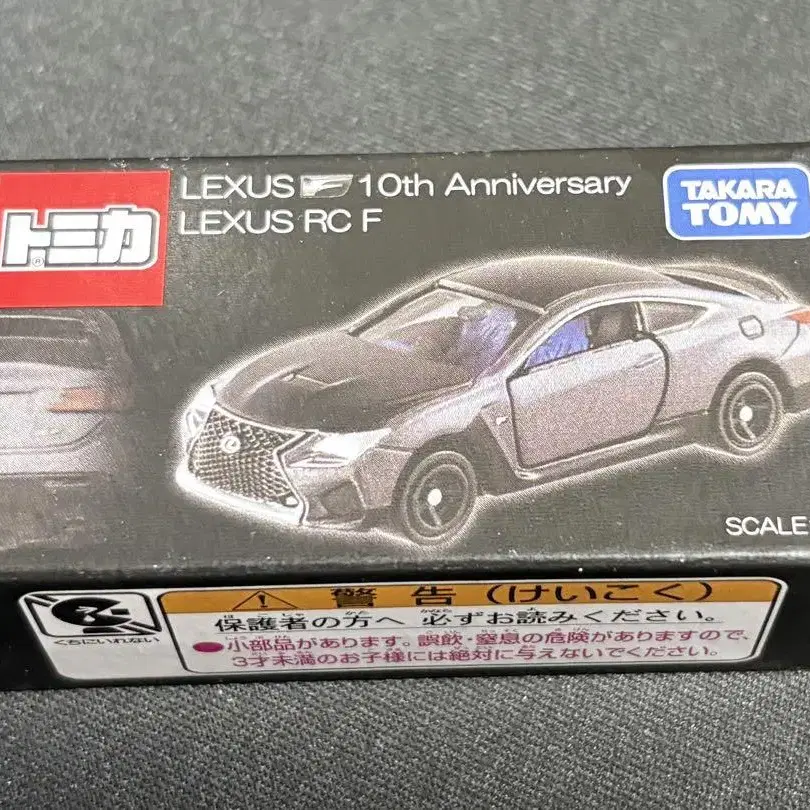 トミカ
LEXUS F 10th Anniversary
LEXUS RC F
TAKARA
TOMY
SCALE
くちにいれない
警告(けいこく)
保護者の方へ 必ずお読みください。
●小部品があります。誤飲・窒息の危険がありますので、
3才未満のお子様には絶対に与えないでください。